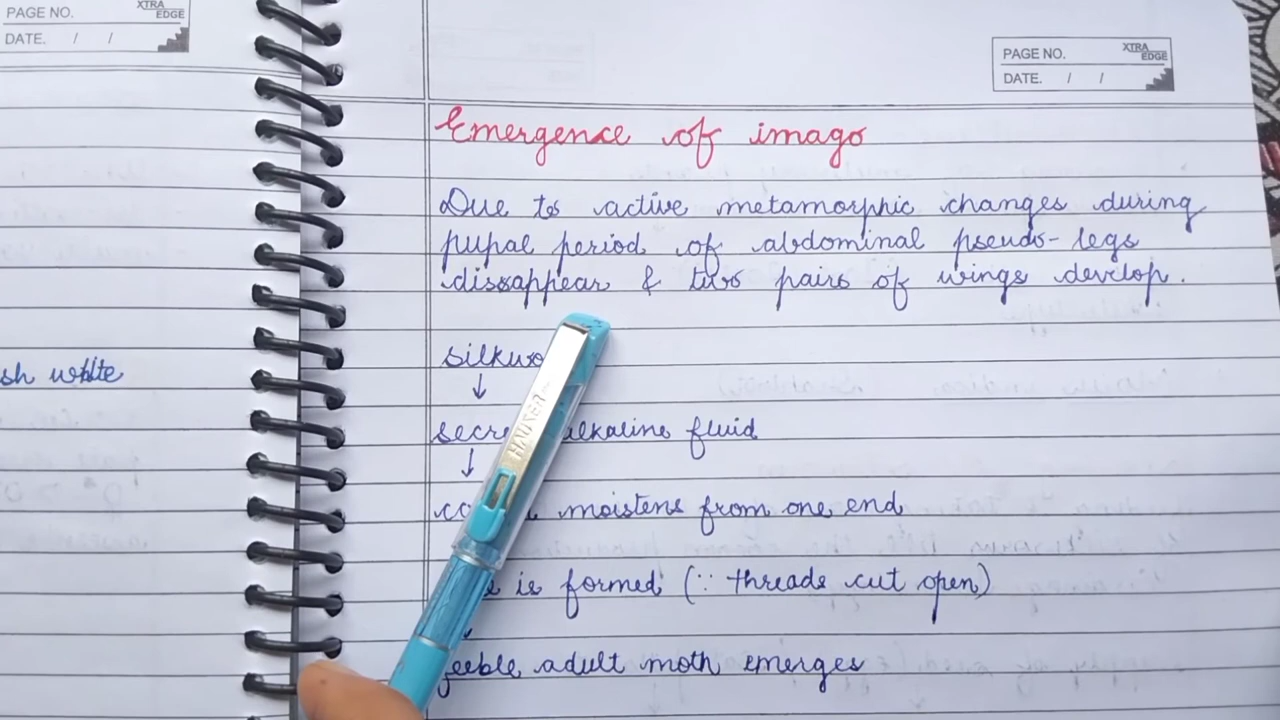 PAGE NO.
XTRA
EDGE
DATE. / /
PAGE NO.
XTRA
EDGE
DATE. / /
Emergence of imago
Due to active metamorphic changes during
pupal period of abdominal pseudo-legs
dissappear & two pairs of wings develop.
↓
alkaline fluid
↓
moistens from one end
is formed (∵ threads cut open)
feeble adult moth emerges
sh white
HAUSER